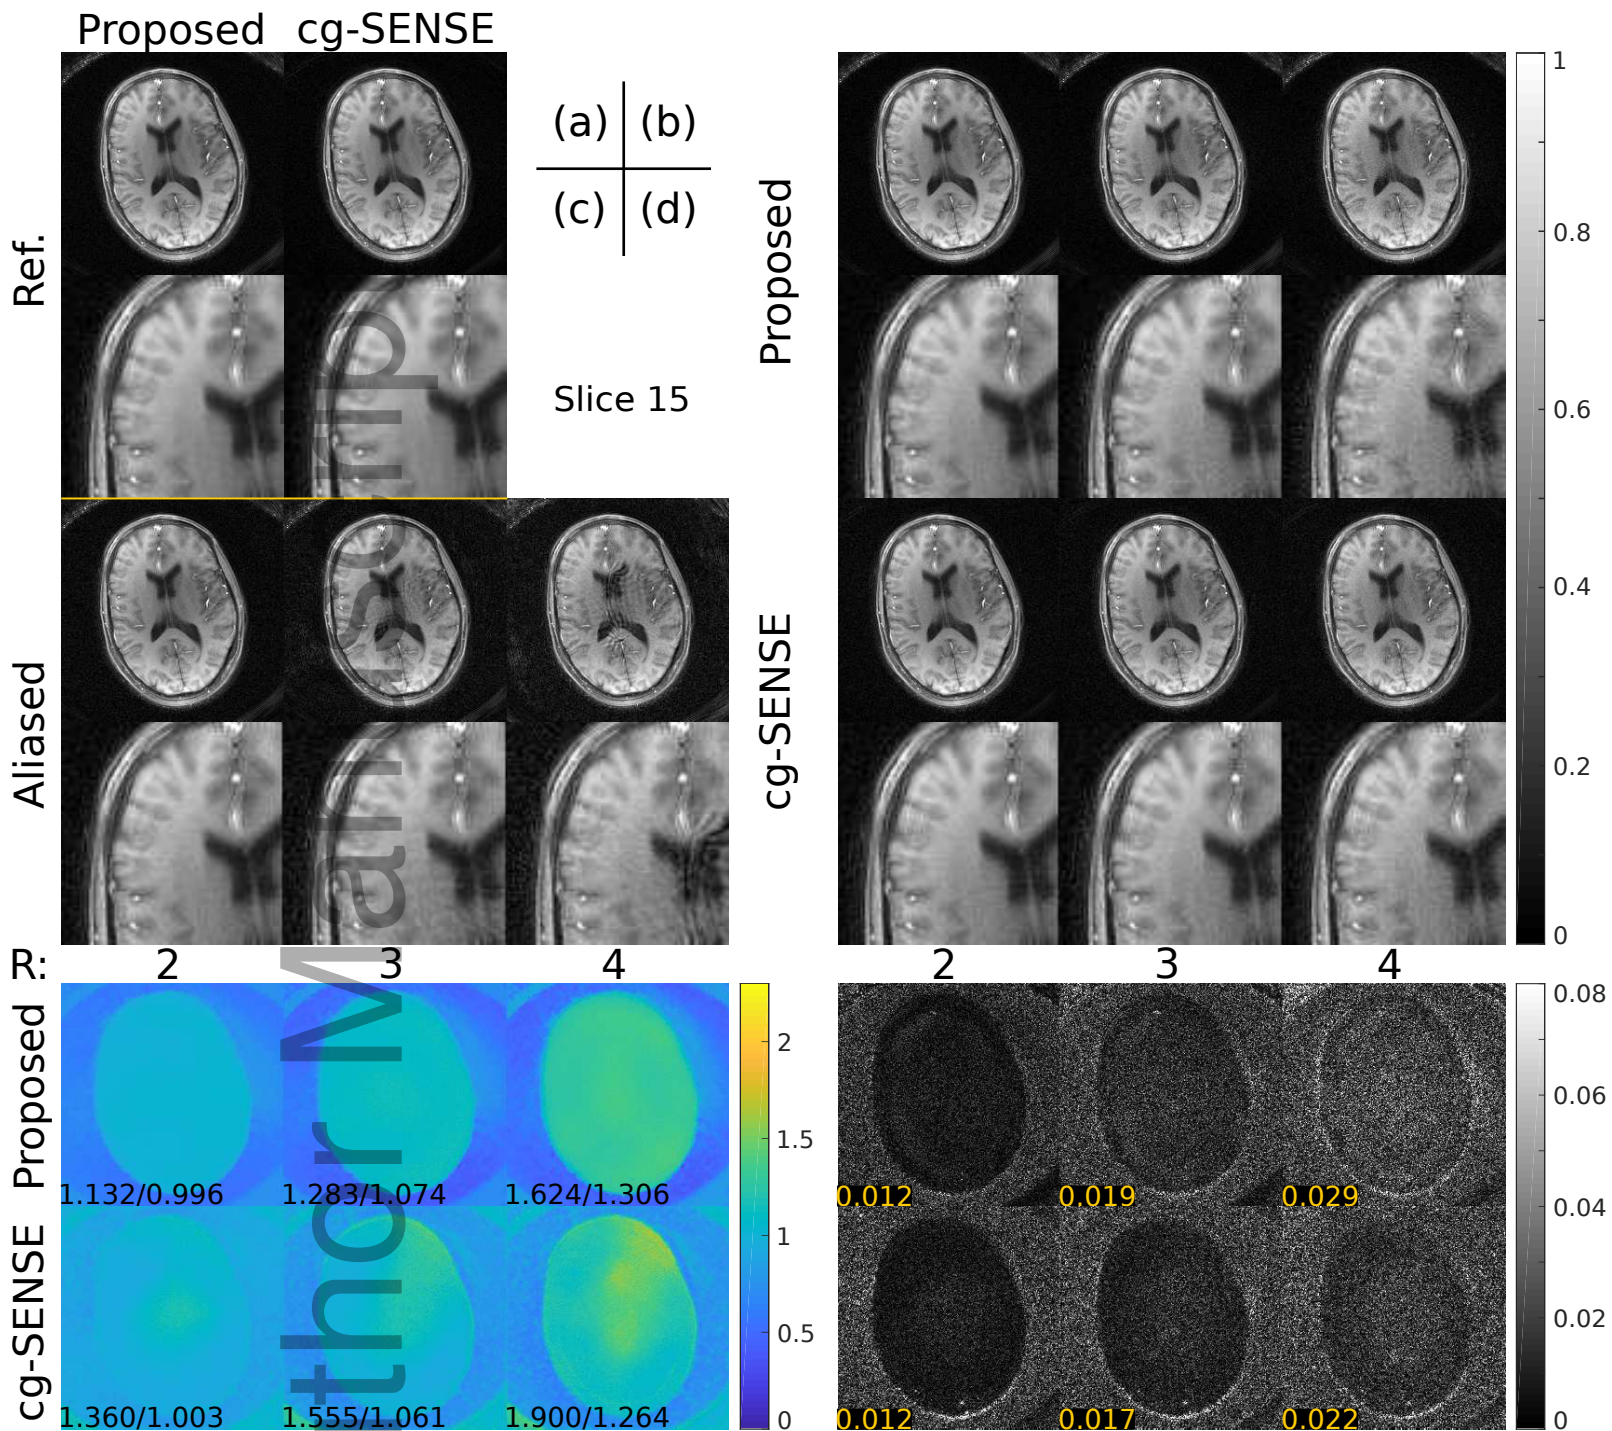 Proposed cg-SENSE
(a) (b)
(c) (d)
Ref.
Slice 15
Aliased
Proposed
cg-SENSE
1
0.8
0.6
0.4
0.2
0
R: 2 3 4
2 3 4
Proposed
cg-SENSE
1.132/0.996 1.283/1.074 1.624/1.306
1.360/1.003 1.555/1.061 1.900/1.264
2
1.5
1
0.5
0
0.012 0.019 0.029
0.012 0.017 0.022
0.08
0.06
0.04
0.02
0
thor Manuscrip